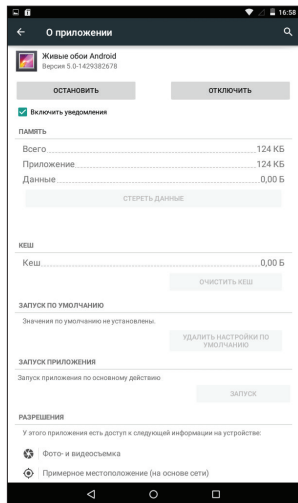 16:58
О приложении
Живые обои Android
Версия 5.0-1429382678
ОСТАНОВИТЬ
ОТКЛЮЧИТЬ
Включить уведомления
ПАМЯТЬ
Всего 124 КБ
Приложение 124 КБ
Данные 0,00 Б
СТЕРЕТЬ ДАННЫЕ
КЕШ
Кеш 0,00 Б
ОЧИСТИТЬ КЕШ
ЗАПУСК ПО УМОЛЧАНИЮ
Значения по умолчанию не установлены.
УДАЛИТЬ НАСТРОЙКИ ПО
УМОЛЧАНИЮ
ЗАПУСК ПРИЛОЖЕНИЯ
Запуск приложения по основному действию
ЗАПУСК
РАЗРЕШЕНИЯ
У этого приложения есть доступ к следующей информации на устройстве:
Фото- и видеосъемка
Примерное местоположение (на основе сети)